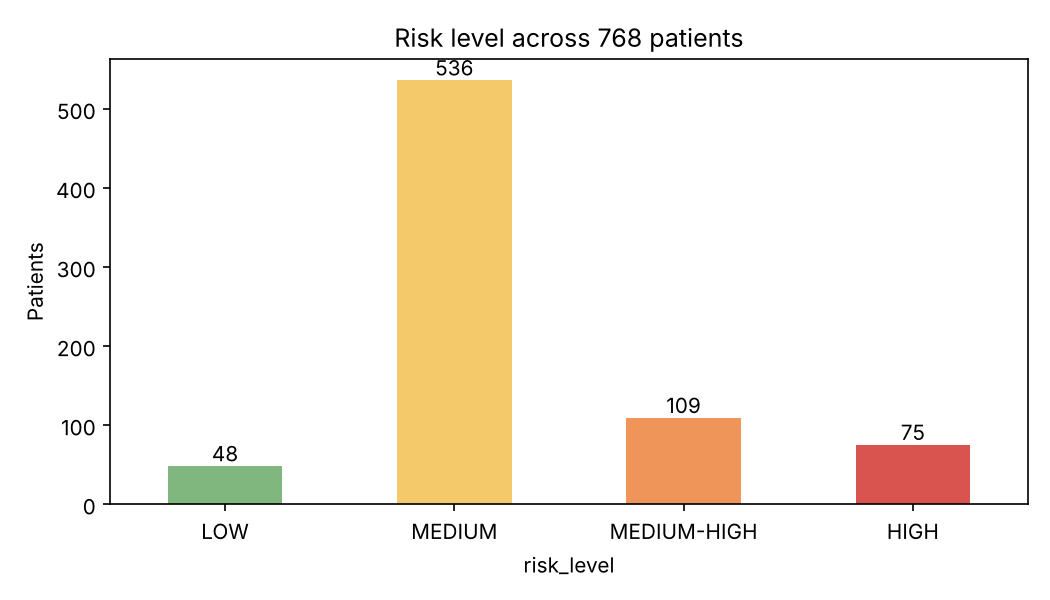 Risk level across 768 patients
536
500
400
300
200
100
0
109
75
48
Patients
LOW
MEDIUM
MEDIUM-HIGH
HIGH
risk_level